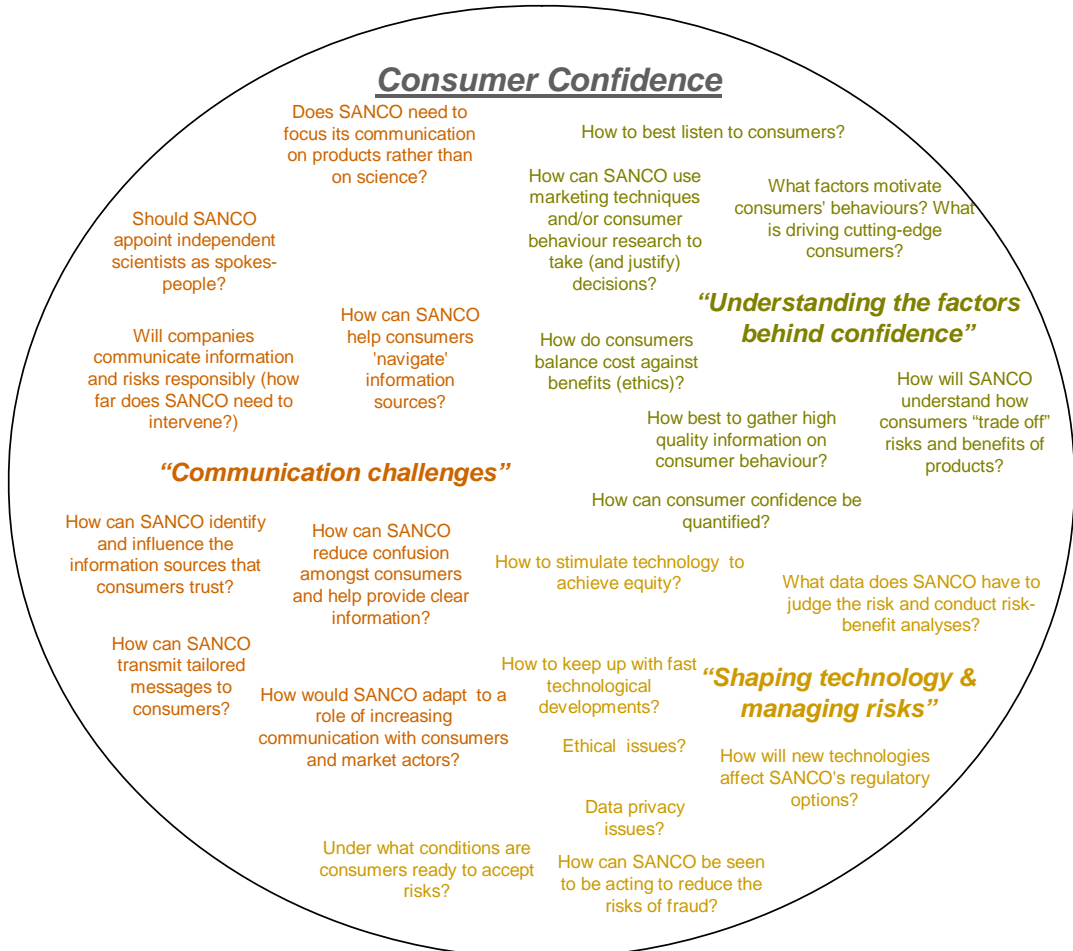 Consumer Confidence
Does SANCO need to
focus its communication
on products rather than
on science?
How to best listen to consumers?
How can SANCO use
marketing techniques
and/or consumer
behaviour research to
take (and justify)
decisions?
What factors motivate
consumers' behaviours? What
is driving cutting-edge
consumers?
Should SANCO
appoint independent
scientists as spokes-
people?
“Understanding the factors
behind confidence”
How can SANCO
help consumers
'navigate'
information
sources?
Will companies
communicate information
and risks responsibly (how
far does SANCO need to
intervene?)
How do consumers
balance cost against
benefits (ethics)?
How will SANCO
understand how
consumers “trade off”
risks and benefits of
products?
How best to gather high
quality information on
consumer behaviour?
“Communication challenges”
How can consumer confidence be
quantified?
How can SANCO identify
and influence the
information sources that
consumers trust?
How can SANCO
reduce confusion
amongst consumers
and help provide clear
information?
How to stimulate technology to
achieve equity?
What data does SANCO have to
judge the risk and conduct risk-
benefit analyses?
How can SANCO
transmit tailored
messages to
consumers?
How to keep up with fast
technological
developments?
“Shaping technology &
managing risks”
How would SANCO adapt to a
role of increasing
communication with consumers
and market actors?
Ethical issues?
How will new technologies
affect SANCO's regulatory
options?
Data privacy
issues?
Under what conditions are
consumers ready to accept
risks?
How can SANCO be seen
to be acting to reduce the
risks of fraud?